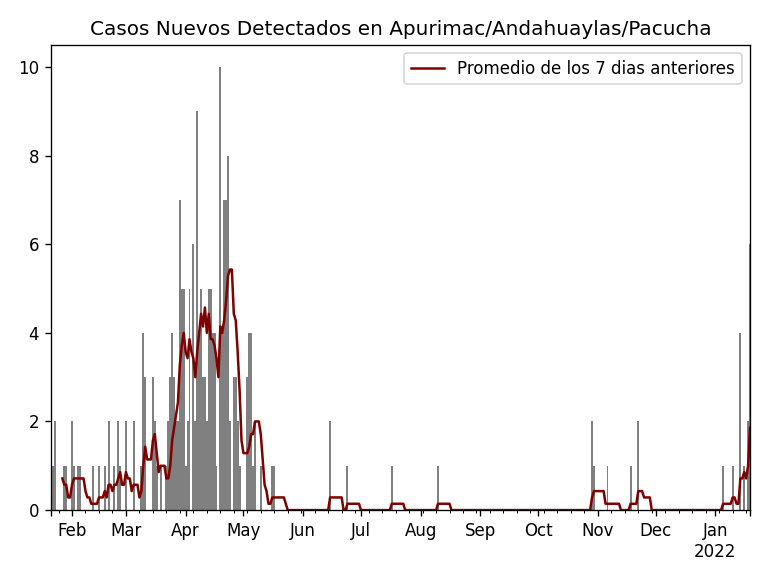 Casos Nuevos Detectados en Apurimac/Andahuaylas/Pacucha
Promedio de los 7 dias anteriores
10
8
6
4
2
0
Feb Mar Apr May Jun Jul Aug Sep Oct Nov Dec Jan
2022